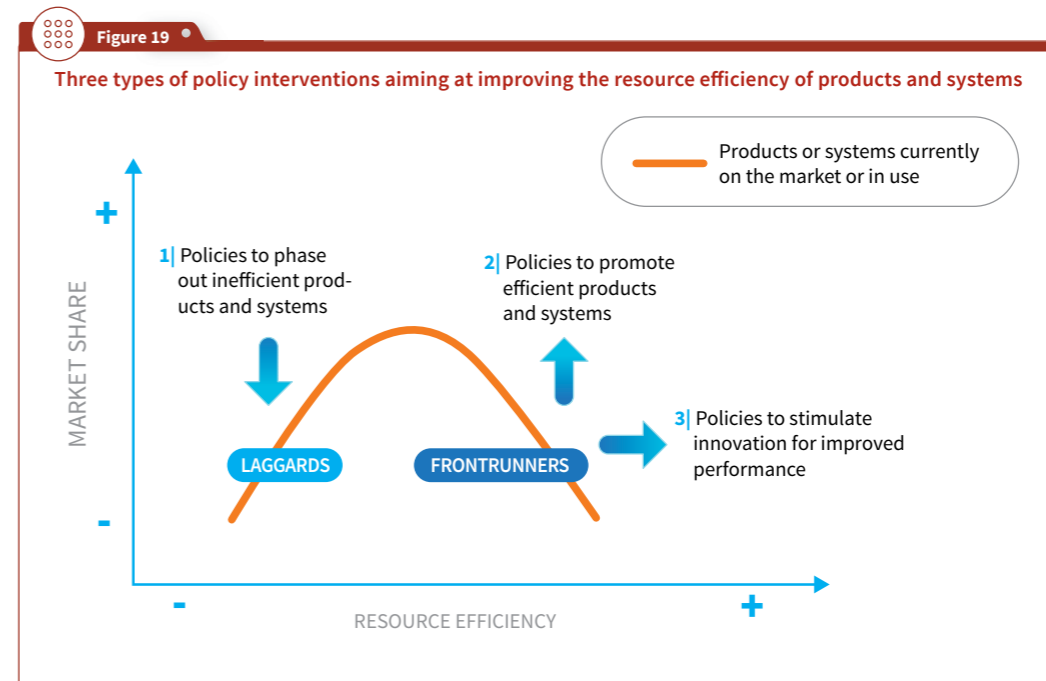 Figure 19
Three types of policy interventions aiming at improving the resource efficiency of products and systems
Products or systems currently
on the market or in use
+
MARKET SHARE
-
1| Policies to phase
out inefficient prod-
ucts and systems
2| Policies to promote
efficient products
and systems
3| Policies to stimulate
innovation for improved
performance
LAGGARDS
FRONTRUNNERS
-
RESOURCE EFFICIENCY
+